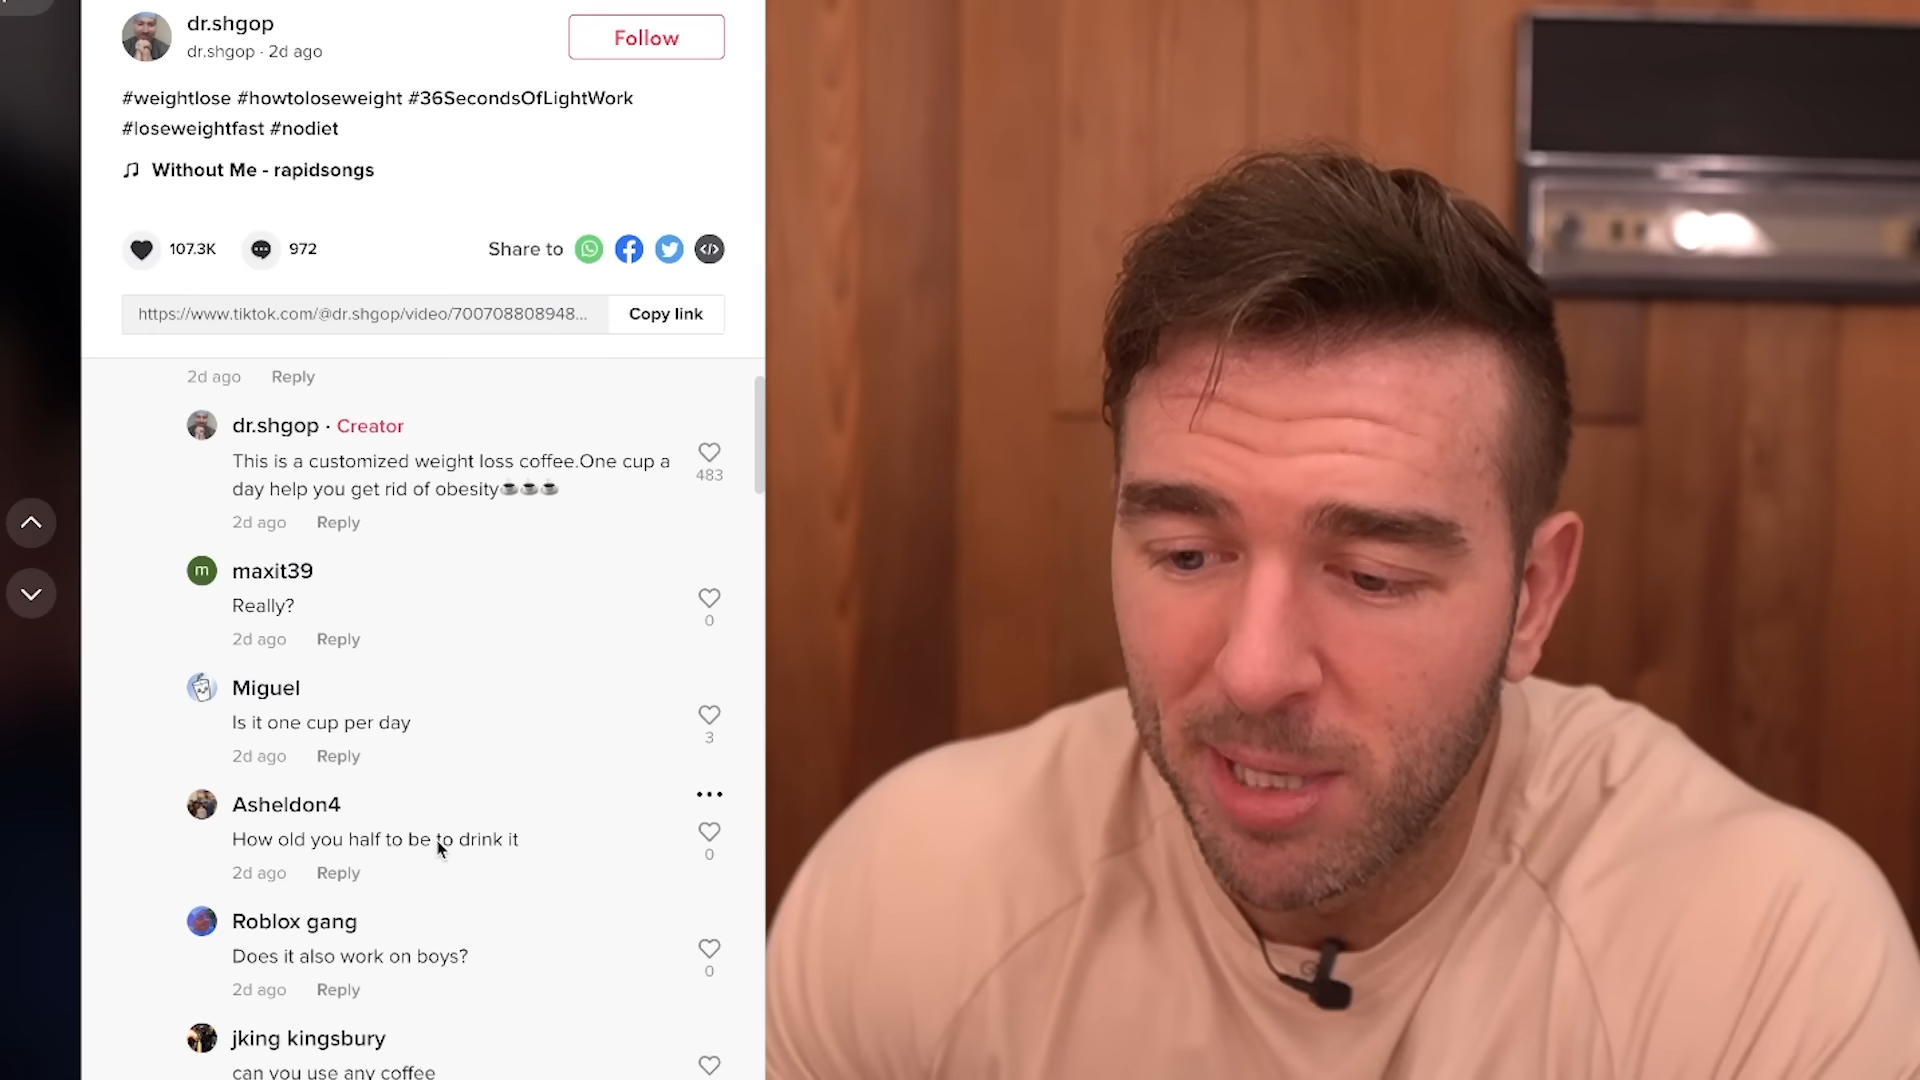 dr.shgop
dr.shgop · 2d ago
Follow
#weightlose #howtoloseweight #36SecondsOfLightWork
#loseweightfast #nodiet
Without Me - rapidsongs
107.3K
972
Share to
https://www.tiktok.com/@dr.shgop/video/700708808948...
Copy link
2d ago Reply
dr.shgop · Creator
This is a customized weight loss coffee.One cup a
day help you get rid of obesity☕☕☕
483
2d ago Reply
m
maxit39
Really?
0
2d ago Reply
Miguel
Is it one cup per day
3
2d ago Reply
Asheldon4
How old you half to be to drink it
0
2d ago Reply
Roblox gang
Does it also work on boys?
0
2d ago Reply
jking kingsbury
can you use any coffee